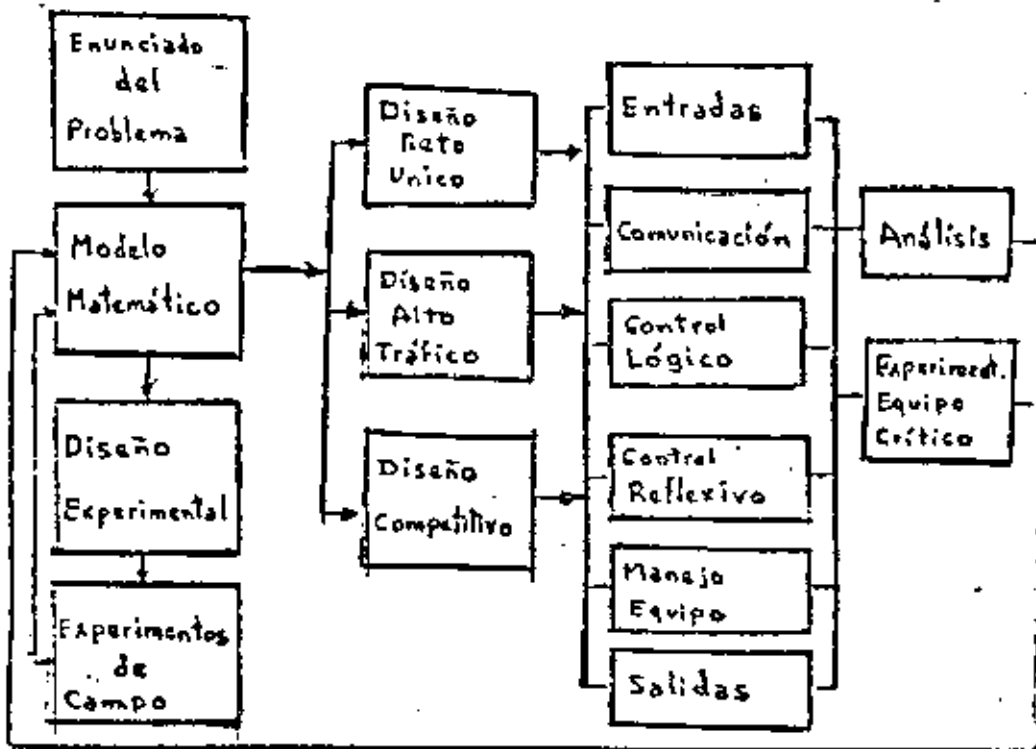 Enunciado
del
Problema
Modelo
Matemático
Diseño
Experimental
Experimentos
de
Campo
Diseño
Reto
Unico
Diseño
Alto
Tráfico
Diseño
Competitivo
Entradas
Comunicación
Control
Lógico
Control
Reflexivo
Manejo
Equipo
Salidas
Análisis
Experiment.
Equipo
Crítico